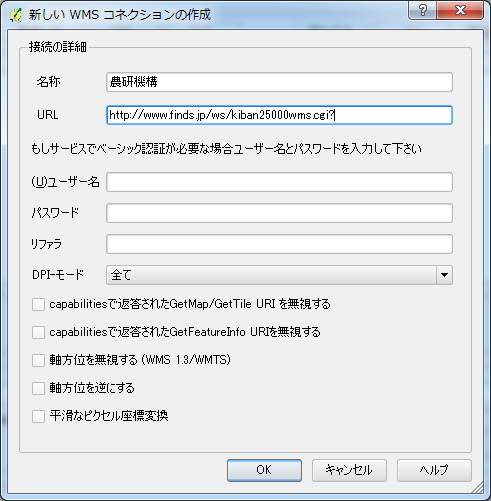 新しい WMS コネクションの作成
接続の詳細
名称 農研機構
URL http://www.finds.jp/ws/kiban25000wms.cgi?
もしサービスでベーシック認証が必要な場合ユーザー名とパスワードを入力して下さい
(U)ユーザー名
パスワード
リファラ
DPI-モード 全て
capabilitiesで返答されたGetMap/GetTile URI を無視する
capabilitiesで返答されたGetFeatureInfo URIを無視する
軸方位を無視する (WMS 1.3/WMTS)
軸方位を逆にする
平滑なピクセル座標変換
OK キャンセル ヘルプ